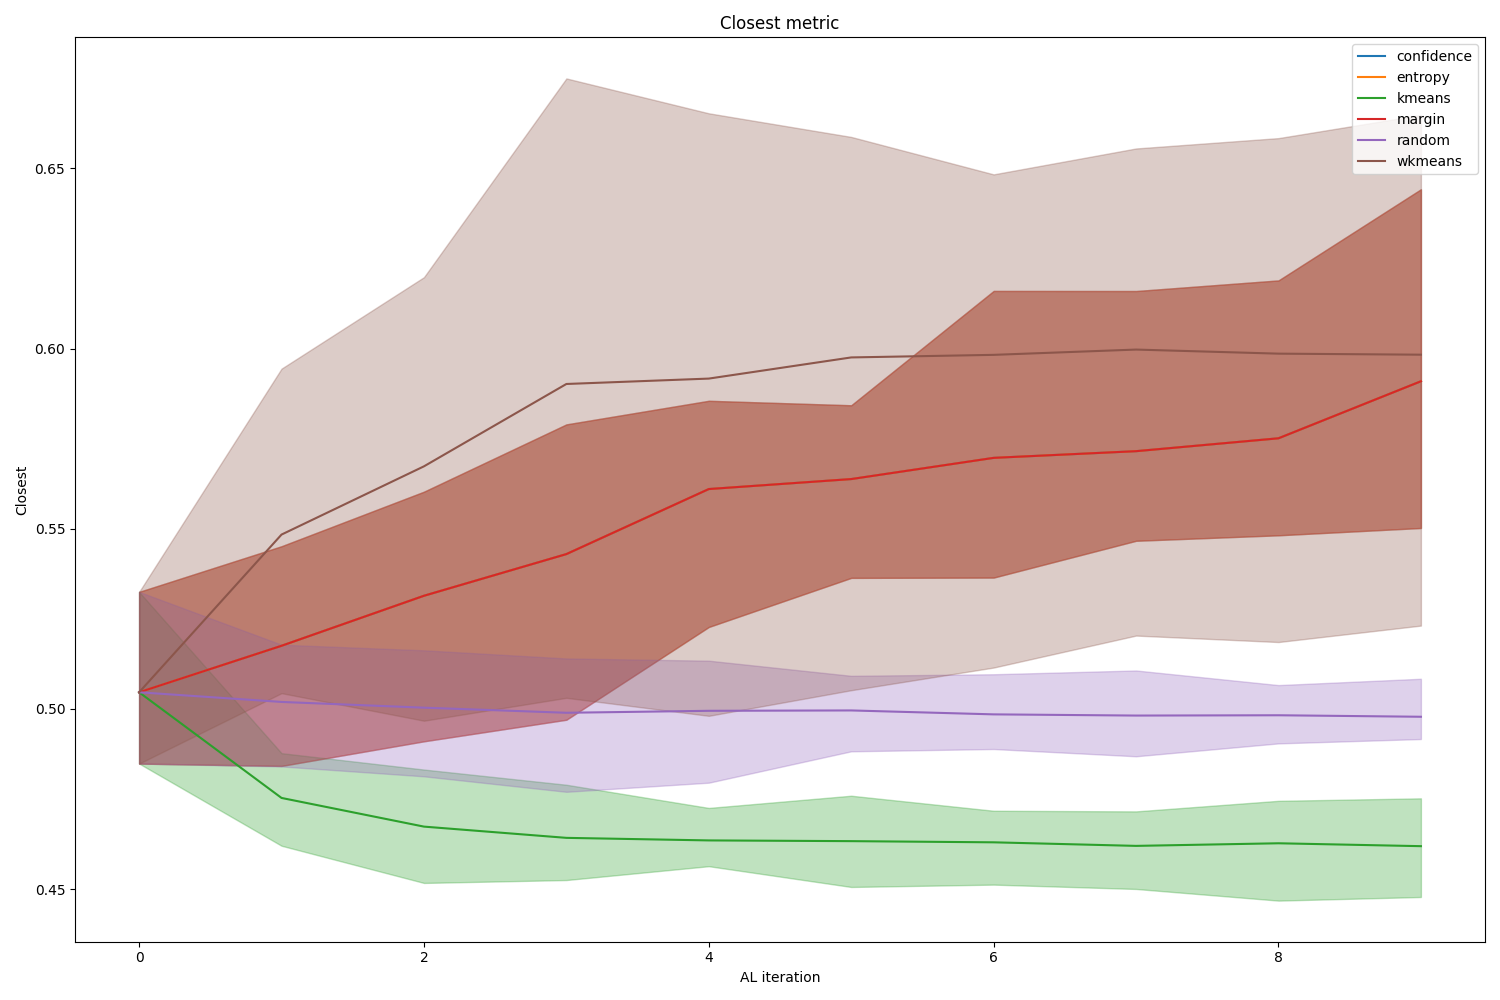 Closest metric
confidence
entropy
kmeans
margin
random
wkmeans
0.65
0.60
0.55
0.50
0.45
Closest
0 2 4 6 8
AL iteration